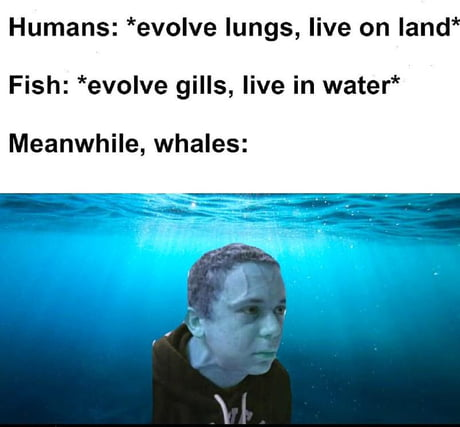 Humans: *evolve lungs, live on land*
Fish: *evolve gills, live in water*
Meanwhile, whales: